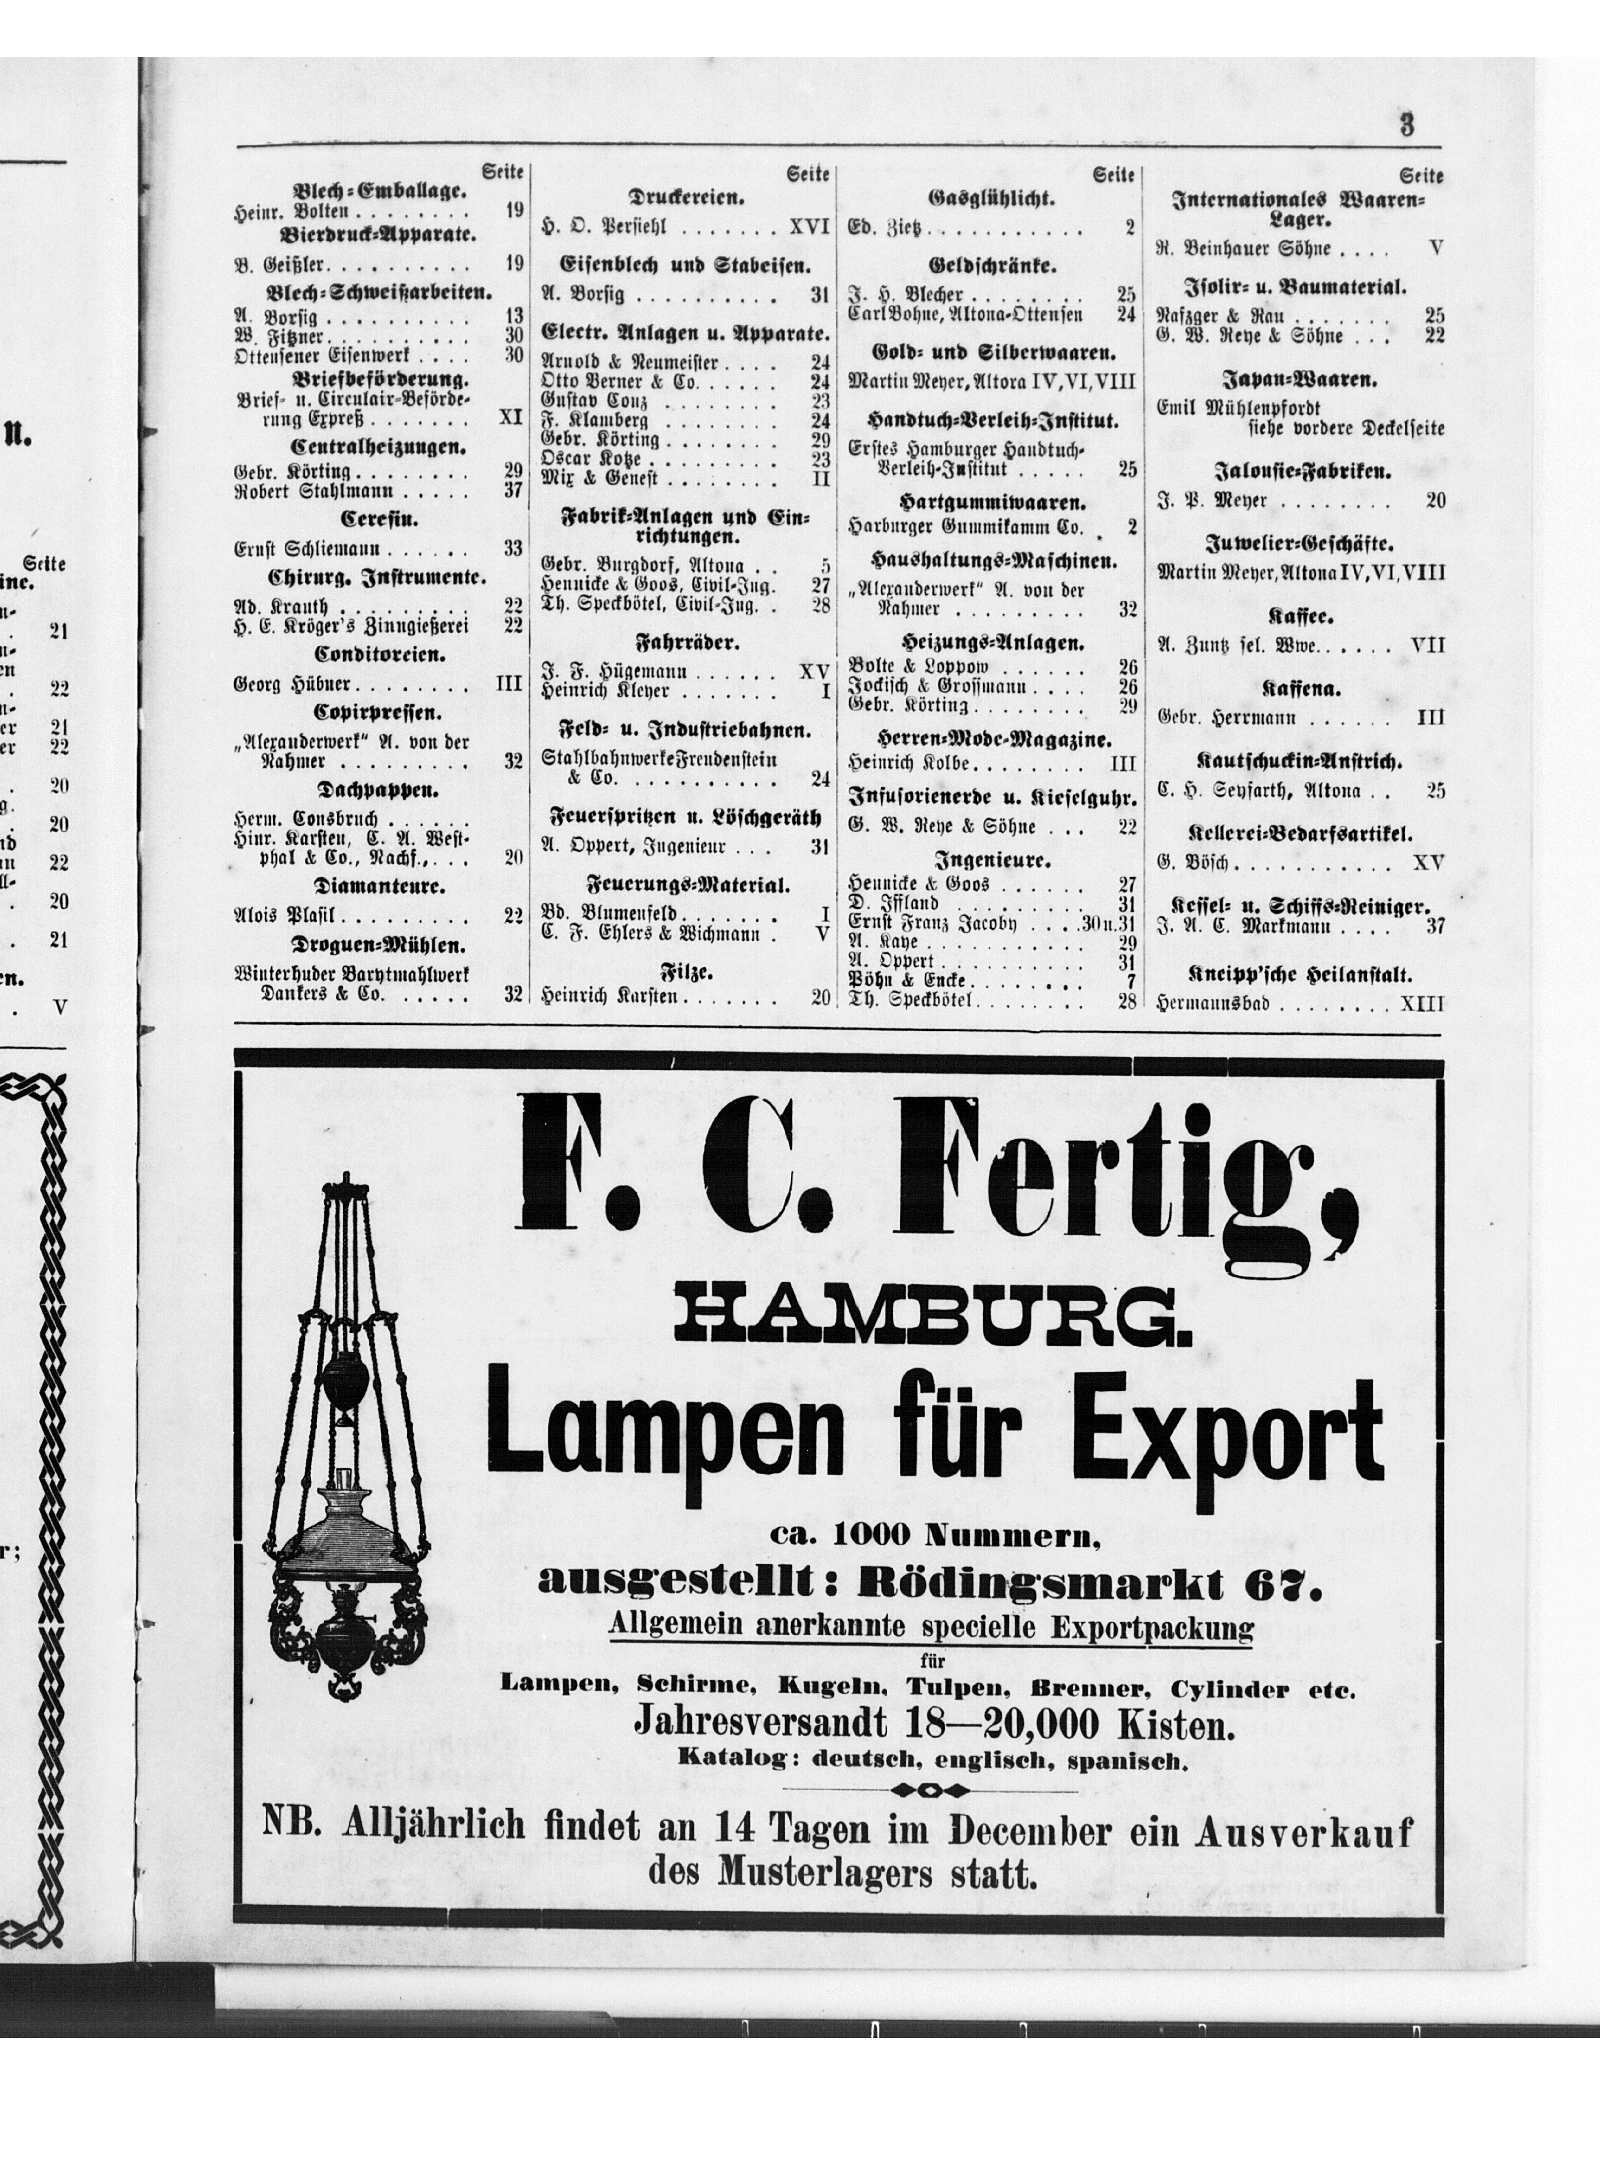 3
Seite
Blech-Emballage.
Heinr. Bolten . . . . . . . . 19
Bierdruck-Apparate.
B. Geißler. . . . . . . . . . 19
Blech-Schweißarbeiten.
A. Borsig . . . . . . . . . . 13
W. Fitzner. . . . . . . . . . 30
Ottensener Eisenwerk . . . . 30
Briefbeförderung.
Brief- u. Circulair-Beförde-
rung Expreß . . . . . . . XI
Centralheizungen.
Gebr. Körting. . . . . . . . 29
Robert Stahlmann . . . . . 37
Ceresin.
Ernst Schliemann . . . . . . 33
Chirurg. Instrumente.
Ad. Krauth . . . . . . . . . 22
H. E. Kröger's Zinngießerei 22
Conditoreien.
Georg Hübner. . . . . . . . III
Copirpressen.
„Alexanderwerk“ A. von der
Nahmer . . . . . . . . . 32
Dachpappen.
Herm. Consbruch . . . . . .
Hinr. Karsten, C. A. West-
phal & Co., Nachf., . . . 20
Diamanteure.
Alois Plasil . . . . . . . . . 22
Droguen-Mühlen.
Winterhuder Barytmahlwerk
Dankers & Co. . . . . . 32
Seite
Druckereien.
H. O. Persiehl . . . . . . . XVI
Eisenblech und Stabeisen.
A. Borsig . . . . . . . . . . 31
Electr. Anlagen u. Apparate.
Arnold & Neumeister . . . . 24
Otto Berner & Co. . . . . . 24
Gustav Conz . . . . . . . . 23
F. Klamberg . . . . . . . . 24
Gebr. Körting . . . . . . . . 29
Oscar Kotze . . . . . . . . . 23
Mix & Genest . . . . . . . . II
Fabrik-Anlagen und Ein-
richtungen.
Gebr. Burgdorf, Altona . . 5
Hennicke & Goos, Civil-Ing. 27
Th. Speckbötel, Civil-Ing. . 28
Fahrräder.
J. F. Hügemann . . . . . . XV
Heinrich Kleyer . . . . . . . I
Feld- u. Industriebahnen.
Stahlbahnwerke Freudenstein
& Co. . . . . . . . . . . 24
Feuerspritzen u. Löschgeräth
A. Oppert, Ingenieur . . . 31
Feuerungs-Material.
Bd. Blumenfeld . . . . . . . I
C. F. Ehlers & Wichmann . V
Filze.
Heinrich Karsten . . . . . . . 20
Seite
Gasglühlicht.
Ed. Zietz . . . . . . . . . . . 2
Geldschränke.
J. H. Blecher . . . . . . . . 25
Carl Bohne, Altona-Ottensen 24
Gold- und Silberwaaren.
Martin Meyer, Altora IV, VI, VIII
Handtuch-Verleih-Institut.
Erstes Hamburger Handtuch-
Verleih-Institut . . . . . 25
Hartgummiwaaren.
Harburger Gummikamm Co. . 2
Haushaltungs-Maschinen.
„Alexanderwerk“ A. von der
Nahmer . . . . . . . . . 32
Heizungs-Anlagen.
Bolte & Loppow . . . . . . 26
Jockisch & Grossmann . . . . 26
Gebr. Körting . . . . . . . . 29
Herren-Mode-Magazine.
Heinrich Kolbe. . . . . . . . III
Infusorienerde u. Kieselguhr.
G. W. Reye & Söhne . . . 22
Ingenieure.
Hennicke & Goos . . . . . . 27
D. Iffland . . . . . . . . . . 31
Ernst Franz Jacoby . . . . 30 u. 31
A. Kaye . . . . . . . . . . . 29
A. Oppert . . . . . . . . . . 31
Pöhn & Encke. . . . . . . . 7
Th. Speckbötel . . . . . . . . 28
Seite
Internationales Waaren-
Lager.
R. Beinhauer Söhne . . . . V
Isolir- u. Baumaterial.
Nafzger & Rau . . . . . . . 25
G. W. Reye & Söhne . . . 22
Japan-Waaren.
Emil Mühlenpfordt
siehe vordere Deckelseite
Jalousie-Fabriken.
J. P. Meyer . . . . . . . . 20
Juwelier-Geschäfte.
Martin Meyer, Altona IV, VI, VIII
Kaffee.
A. Zuntz sel. Wwe. . . . . . VII
Kaffena.
Gebr. Herrmann . . . . . . III
Kautschuckin-Anstrich.
C. H. Seyfarth, Altona . . 25
Kellerei-Bedarfsartikel.
G. Bösch . . . . . . . . . . . XV
Kessel- u. Schiffs-Reiniger.
J. A. C. Markmann . . . . 37
Kneipp'sche Heilanstalt.
Hermannsbad . . . . . . . . XIII
F. C. Fertig,
HAMBURG.
Lampen für Export
ca. 1000 Nummern,
ausgestellt: Rödingsmarkt 67.
Allgemein anerkannte specielle Exportpackung
für
Lampen, Schirme, Kugeln, Tulpen, Brenner, Cylinder etc.
Jahresversandt 18—20,000 Kisten.
Katalog: deutsch, englisch, spanisch.
NB. Alljährlich findet an 14 Tagen im December ein Ausverkauf
des Musterlagers statt.